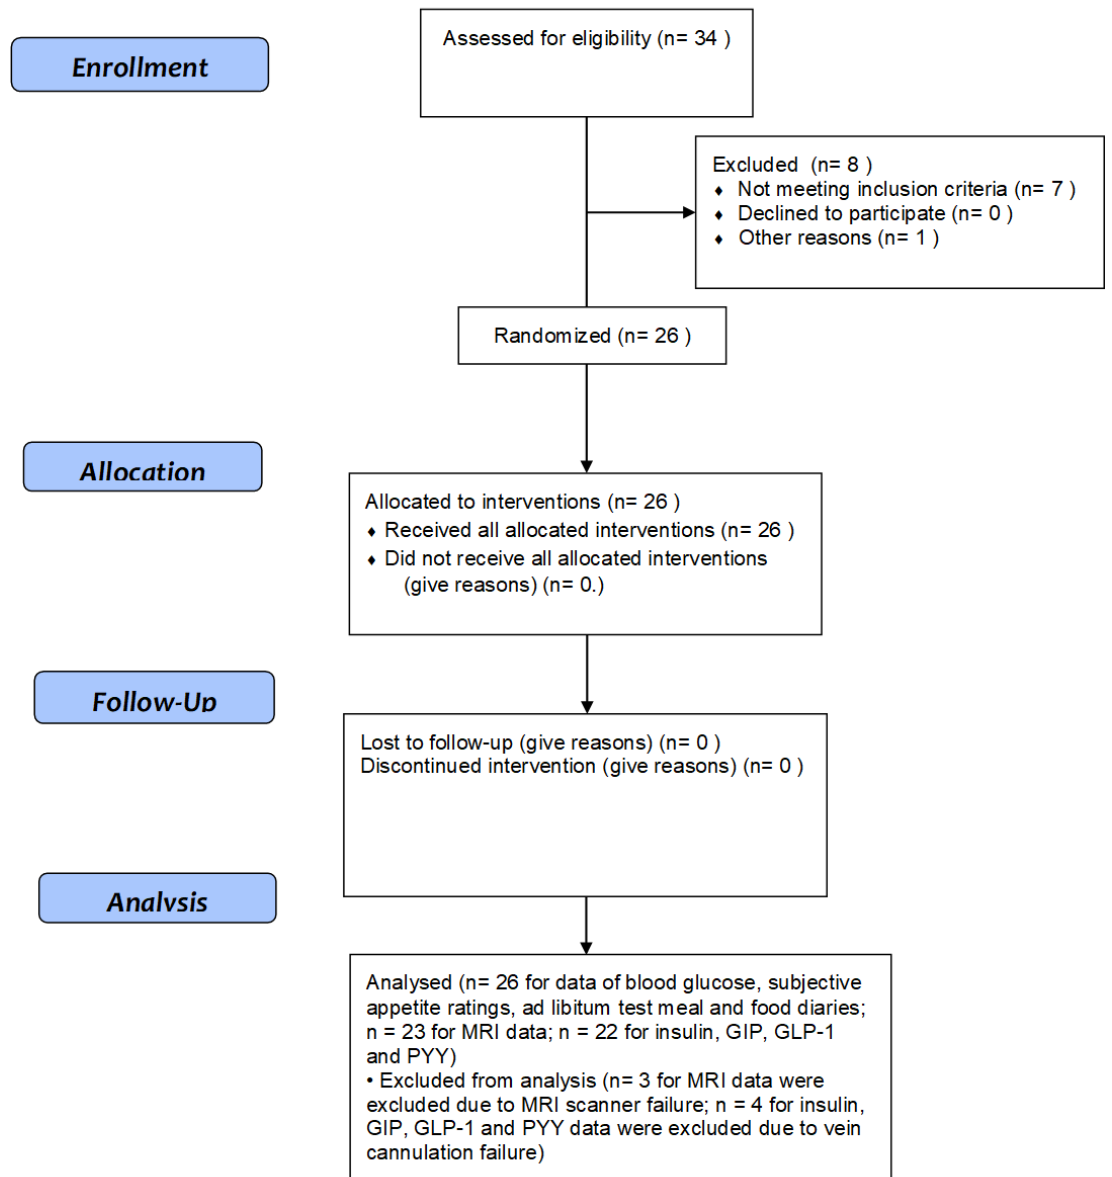 Enrollment
Assessed for eligibility (n= 34 )
Excluded (n= 8 )
♦ Not meeting inclusion criteria (n= 7 )
♦ Declined to participate (n= 0 )
♦ Other reasons (n= 1 )
Randomized (n= 26 )
Allocation
Allocated to interventions (n= 26 )
♦ Received all allocated interventions (n= 26 )
♦ Did not receive all allocated interventions
(give reasons) (n= 0.)
Follow-Up
Lost to follow-up (give reasons) (n= 0 )
Discontinued intervention (give reasons) (n= 0 )
Analysis
Analysed (n= 26 for data of blood glucose, subjective
appetite ratings, ad libitum test meal and food diaries;
n = 23 for MRI data; n = 22 for insulin, GIP, GLP-1
and PYY)
• Excluded from analysis (n= 3 for MRI data were
excluded due to MRI scanner failure; n = 4 for insulin,
GIP, GLP-1 and PYY data were excluded due to vein
cannulation failure)